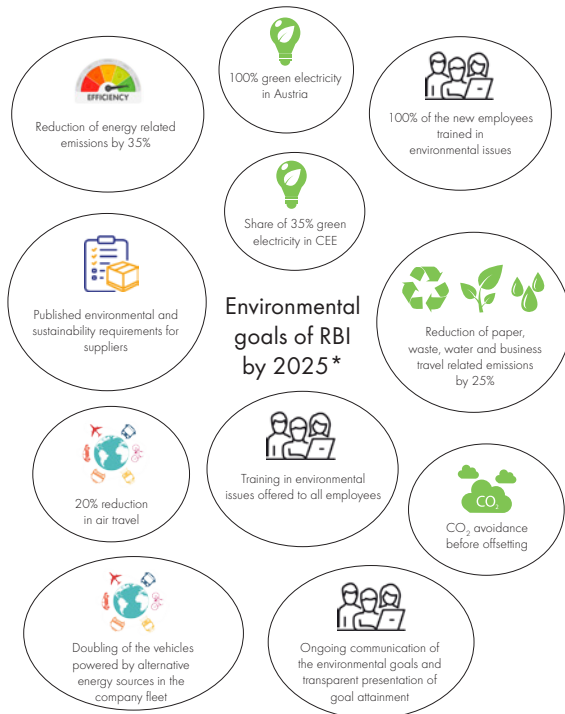 100% green electricity
in Austria
EFFICIENCY
Reduction of energy related
emissions by 35%
100% of the new employees
trained in
environmental issues
Share of 35% green
electricity in CEE
Published environmental and
sustainability requirements for
suppliers
Environmental
goals of RBI
by 2025*
Reduction of paper,
waste, water and business
travel related emissions
by 25%
20% reduction
in air travel
Training in environmental
issues offered to all employees
CO₂
CO₂ avoidance
before offsetting
Doubling of the vehicles
powered by alternative
energy sources in the
company fleet
Ongoing communication of
the environmental goals and
transparent presentation of
goal attainment